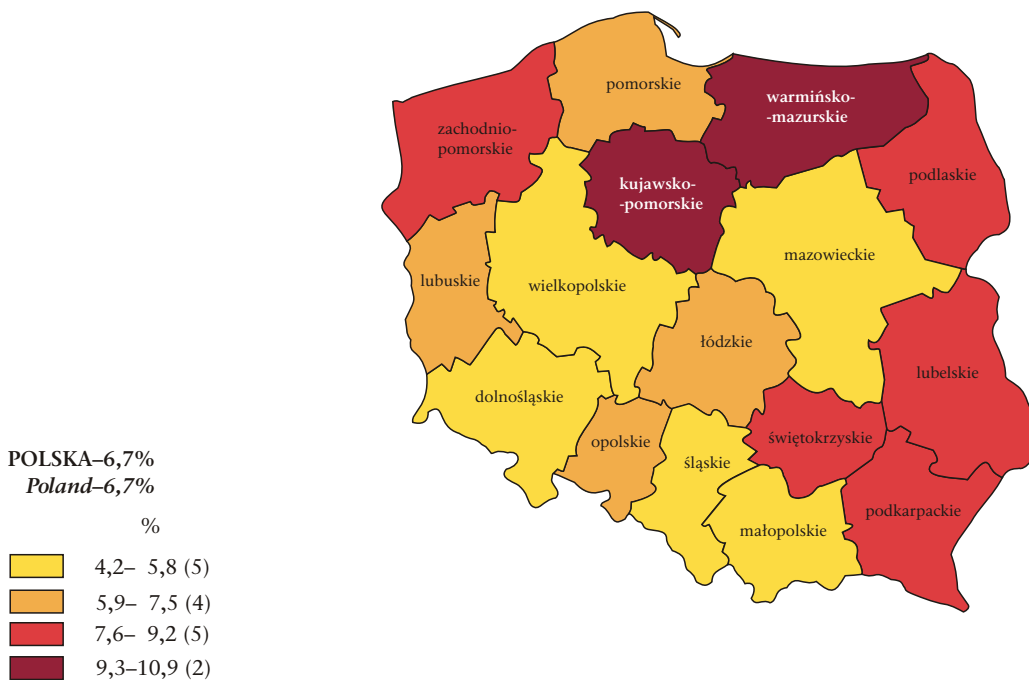 pomorskie
warmińsko-
-mazurskie
zachodnio-
pomorskie
podlaskie
kujawsko-
-pomorskie
mazowieckie
lubuskie
wielkopolskie
łódzkie
lubelskie
dolnośląskie
opolskie
świętokrzyskie
śląskie
podkarpackie
małopolskie
POLSKA–6,7%
Poland–6,7%
%
4,2– 5,8 (5)
5,9– 7,5 (4)
7,6– 9,2 (5)
9,3–10,9 (2)